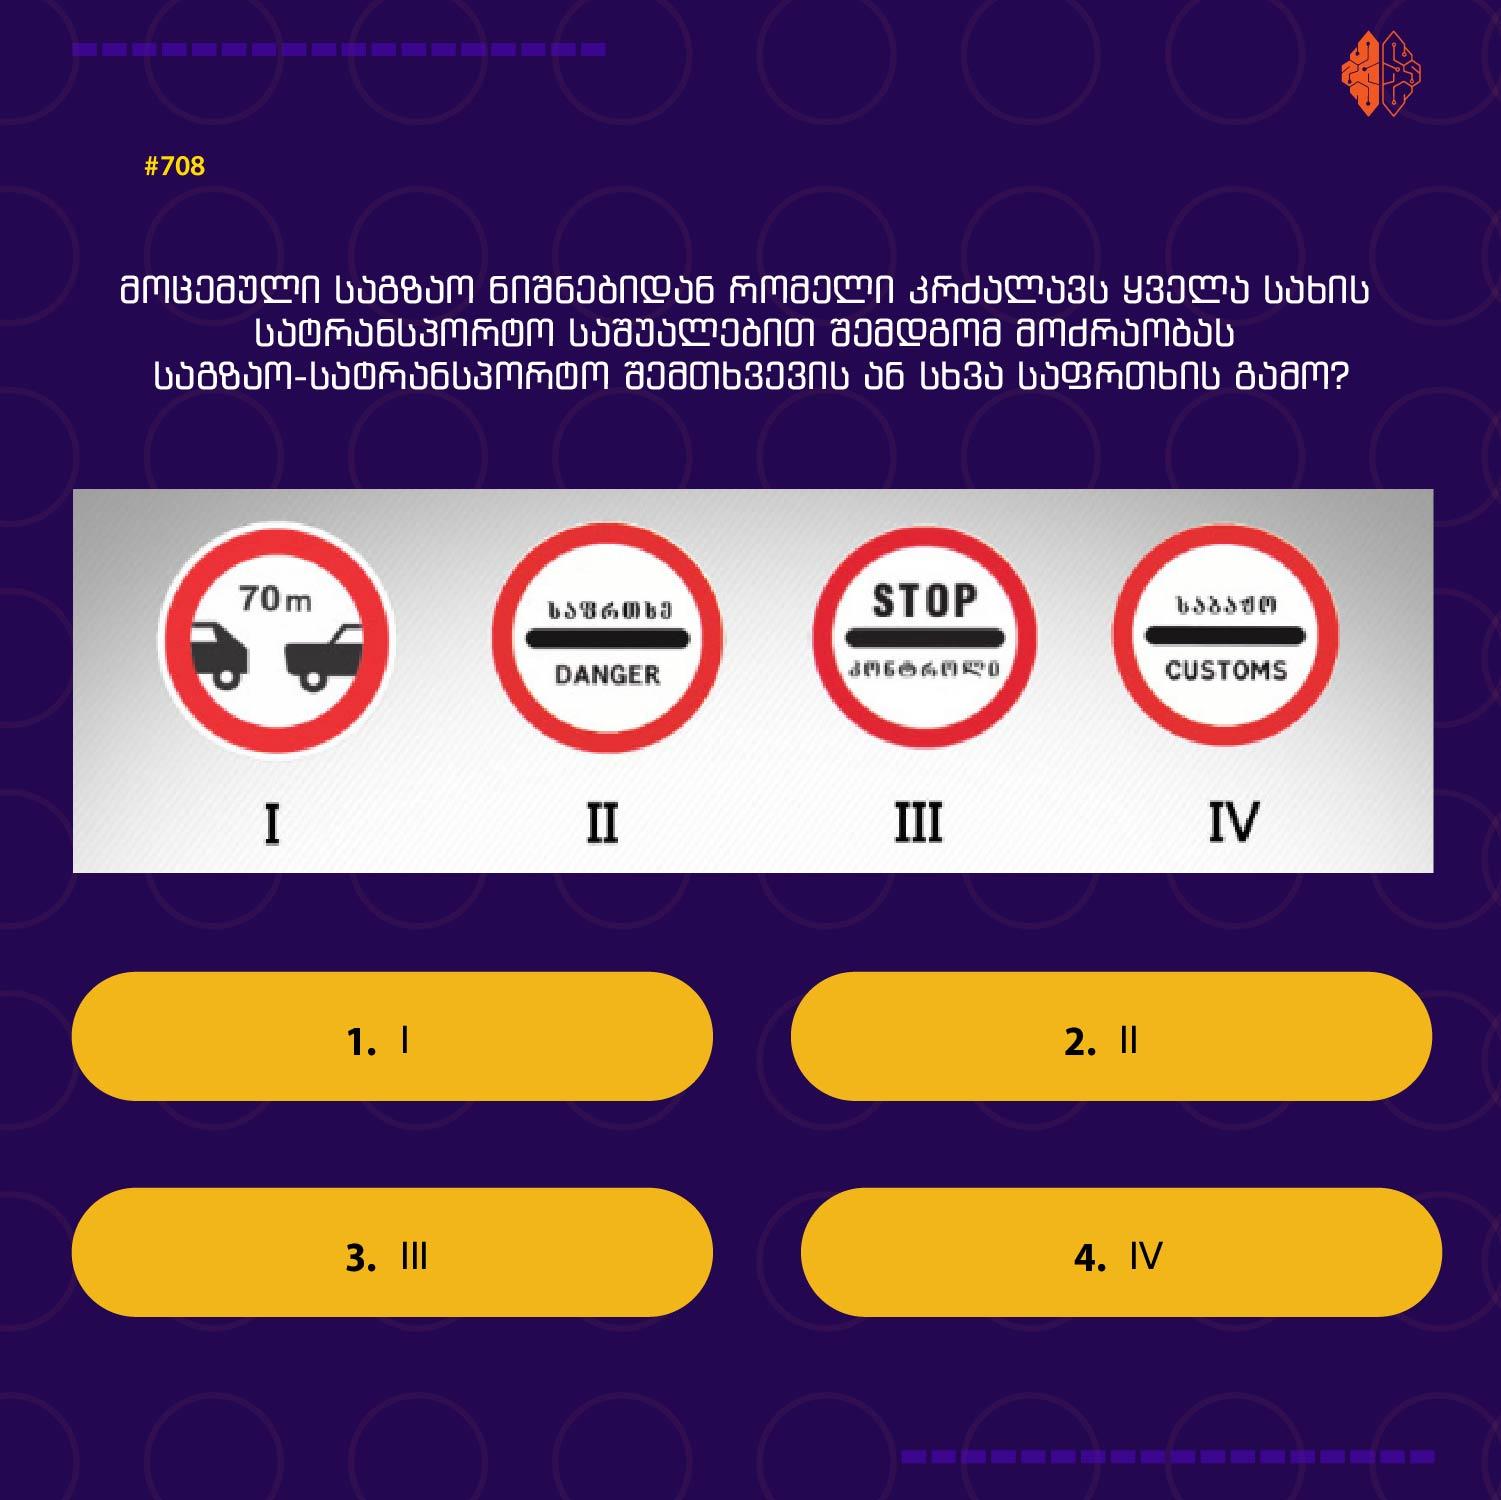 #708
მოცემული საგზაო ნიშნებიდან რომელი კრძალავს ყველა სახის
სატრანსპორტო საშუალებით შემდგომ მოძრაობას
საგზაო-სატრანსპორტო შემთხვევის ან სხვა საფრთხის გამო?
70m
საფრთხე
DANGER
STOP
კონტროლი
საბაჟო
CUSTOMS
I
II
III
IV
1. I
2. II
3. III
4. IV